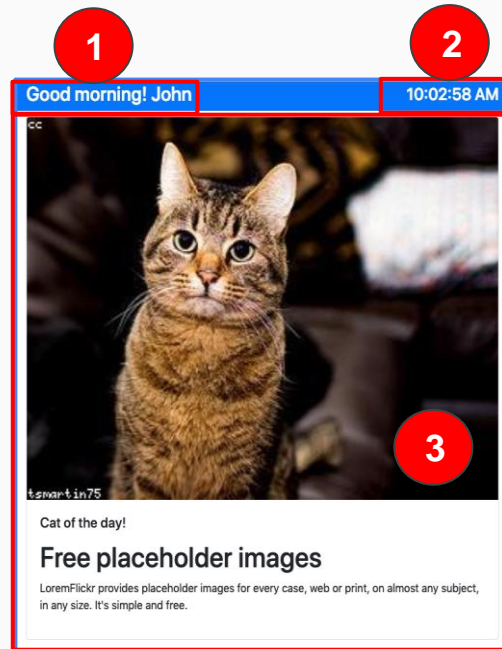 1
2
Good morning! John
10:02:58 AM
cc
3
tsmartin75
Cat of the day!
Free placeholder images
LoremFlickr provides placeholder images for every case, web or print, on almost any subject,
in any size. It's simple and free.